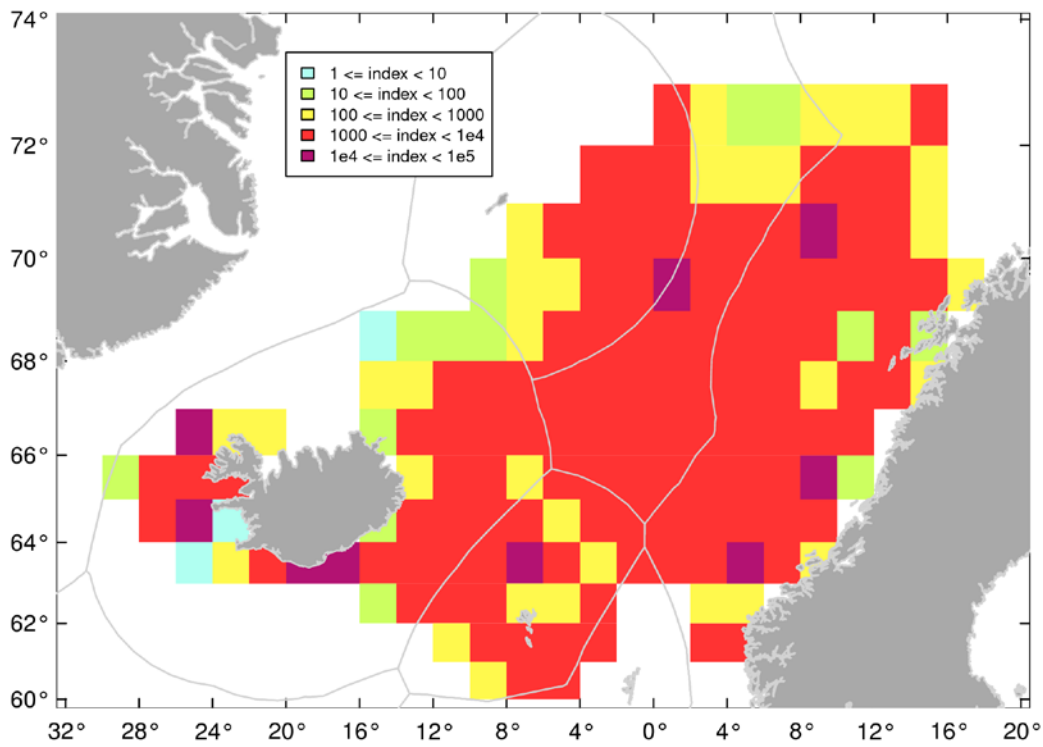 74°
72°
70°
68°
66°
64°
62°
60°
1 <= index < 10
10 <= index < 100
100 <= index < 1000
1000 <= index < 1e4
1e4 <= index < 1e5
32° 28° 24° 20° 16° 12° 8° 4° 0° 4° 8° 12° 16° 20°